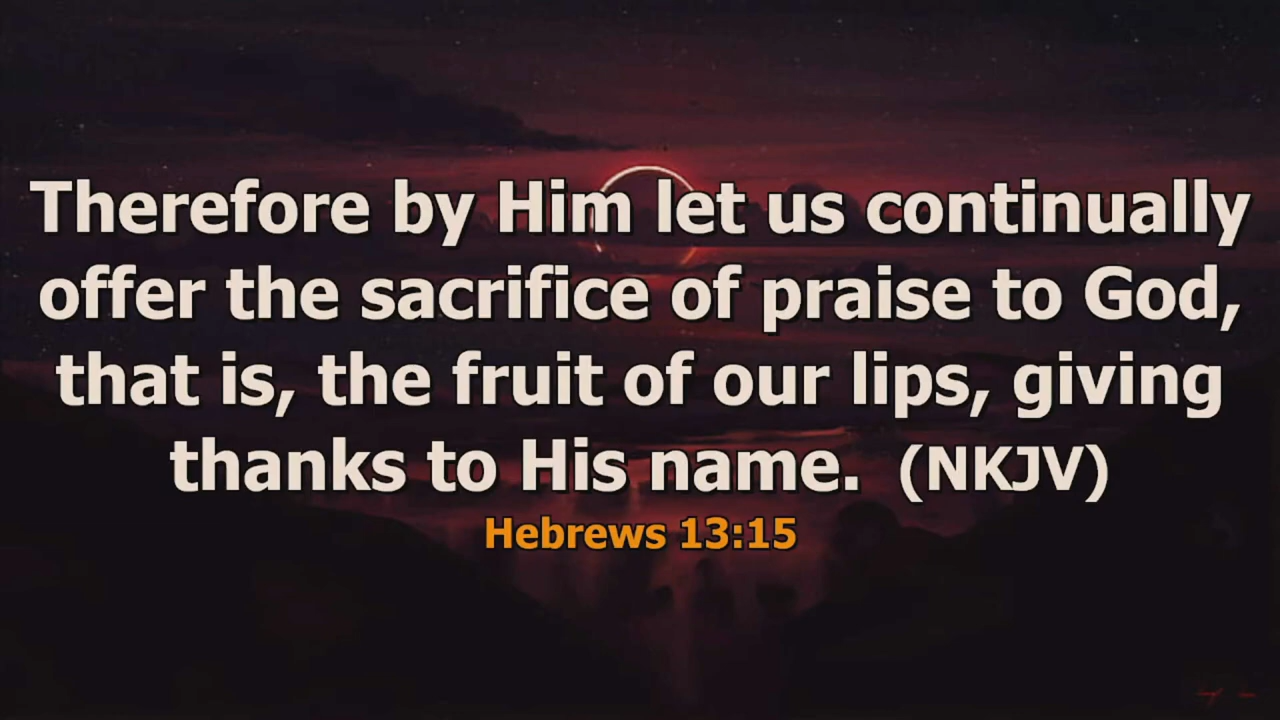 Therefore by Him let us continually
offer the sacrifice of praise to God,
that is, the fruit of our lips, giving
thanks to His name.  (NKJV)
Hebrews 13:15